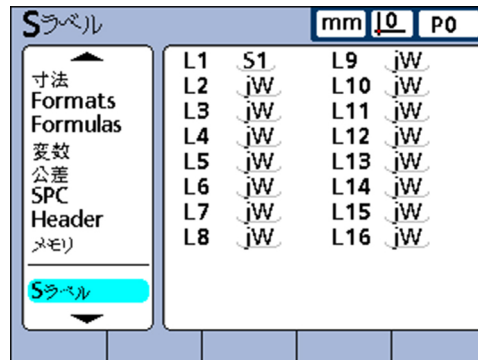 Sラベル mm 0 P0
寸法
Formats
Formulas
変数
公差
SPC
Header
メモリ
Sラベル
L1 S1 L9 jW
L2 jW L10 jW
L3 jW L11 jW
L4 jW L12 jW
L5 jW L13 jW
L6 jW L14 jW
L7 jW L15 jW
L8 jW L16 jW